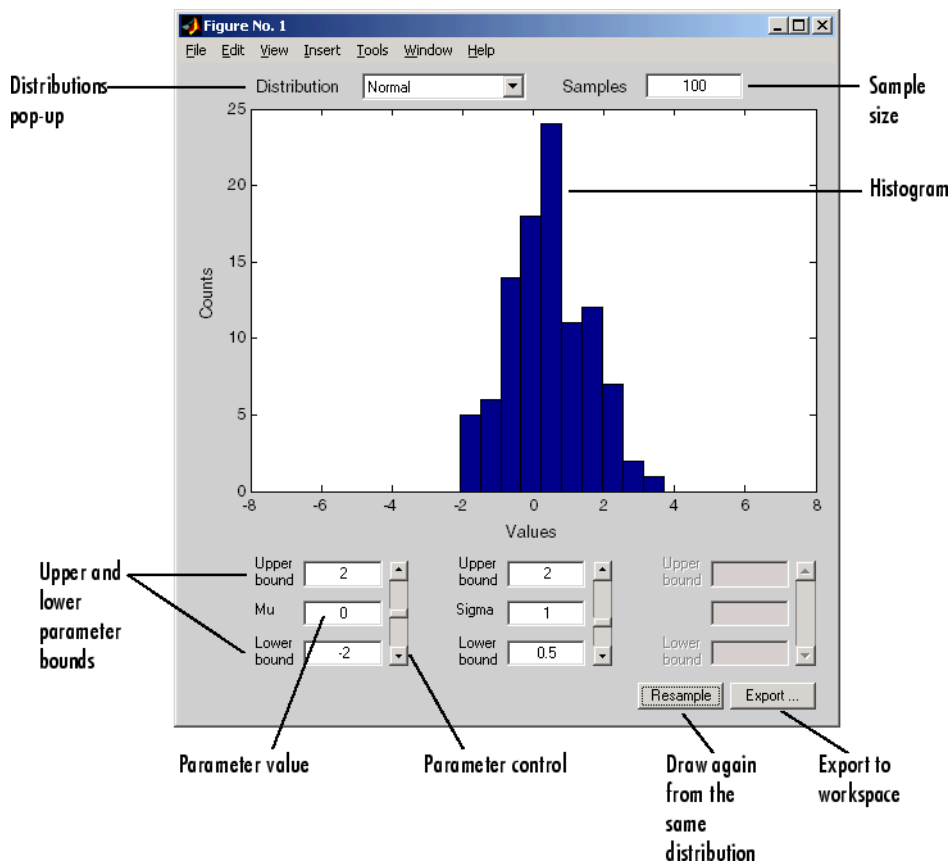 Figure No. 1
File Edit View Insert Tools Window Help
Distributions
pop-up
Distribution Normal Samples 100
Sample
size
25
20
15
10
5
0
Counts
Histogram
-8 -6 -4 -2 0 2 4 6 8
Values
Upper and
lower
parameter
bounds
Upper
bound 2
Mu 0
Lower
bound -2
Upper
bound 2
Sigma 1
Lower
bound 0.5
Upper
bound
Lower
bound
Resample Export ...
Parameter value
Parameter control
Draw again
from the
same
distribution
Export to
workspace